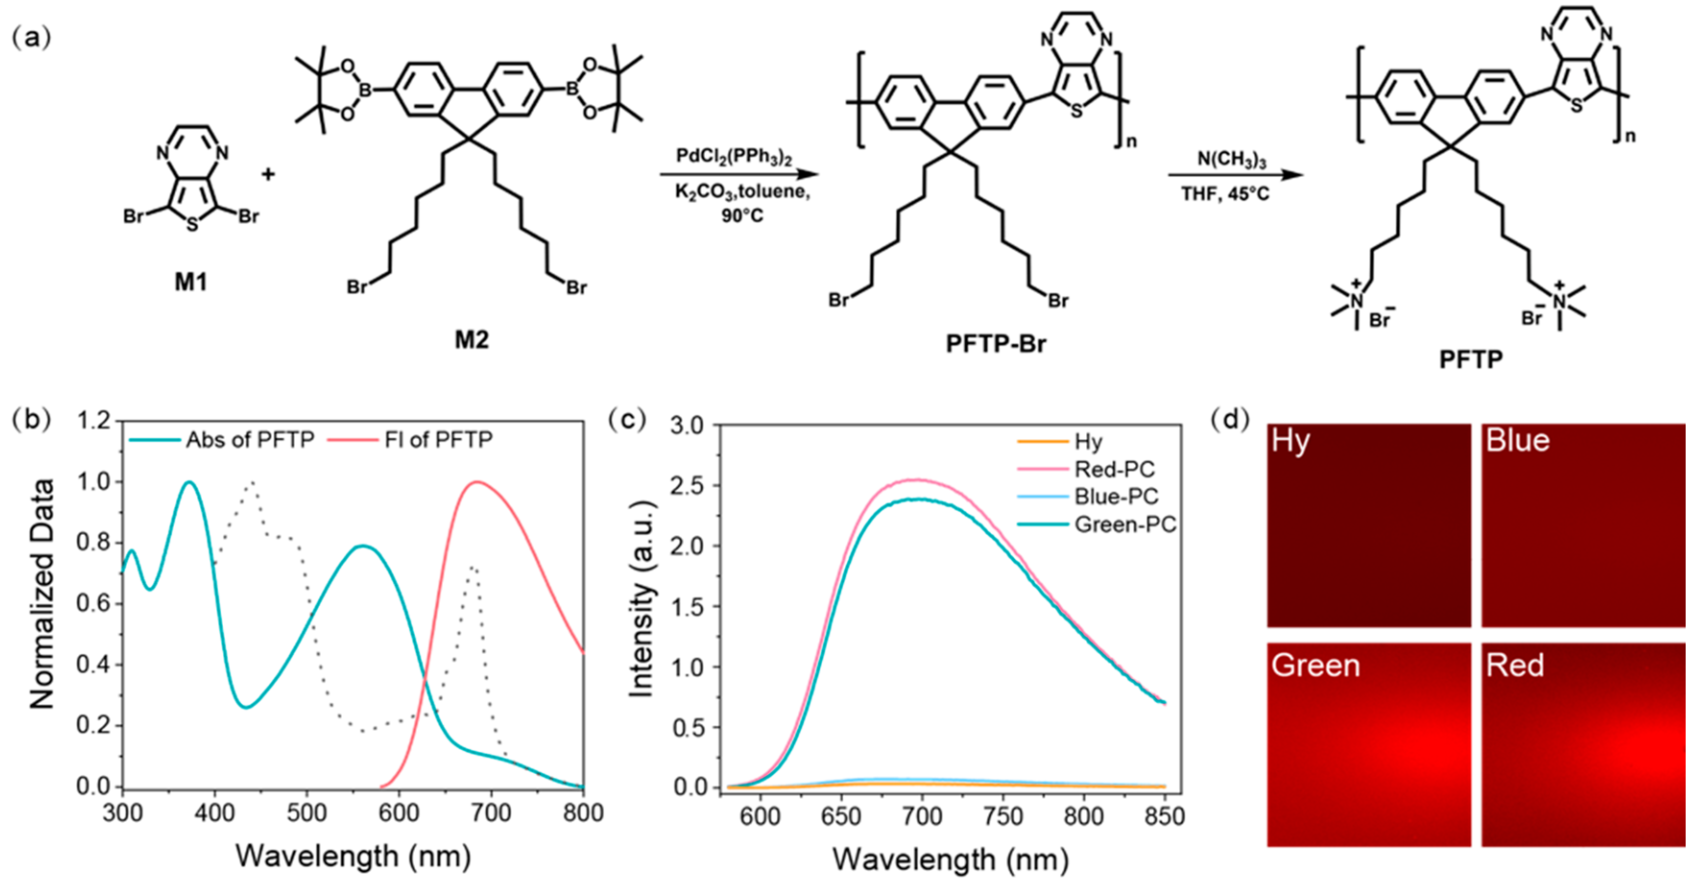 (a)
N N
Br S Br
M1
+
O B O
O B O
Br Br
M2
PdCl2(PPh3)2
K2CO3,toluene,
90°C
N N
S
n
Br Br
PFTP-Br
N(CH3)3
THF, 45°C
N N
S
n
N+ Br−
Br− N+
PFTP
(b)
Abs of PFTP
Fl of PFTP
1.2
1.0
0.8
0.6
0.4
0.2
0.0
Normalized Data
300 400 500 600 700 800
Wavelength (nm)
(c)
Hy
Red-PC
Blue-PC
Green-PC
3.0
2.5
2.0
1.5
1.0
0.5
0.0
Intensity (a.u.)
600 650 700 750 800 850
Wavelength (nm)
(d)
Hy
Blue
Green
Red